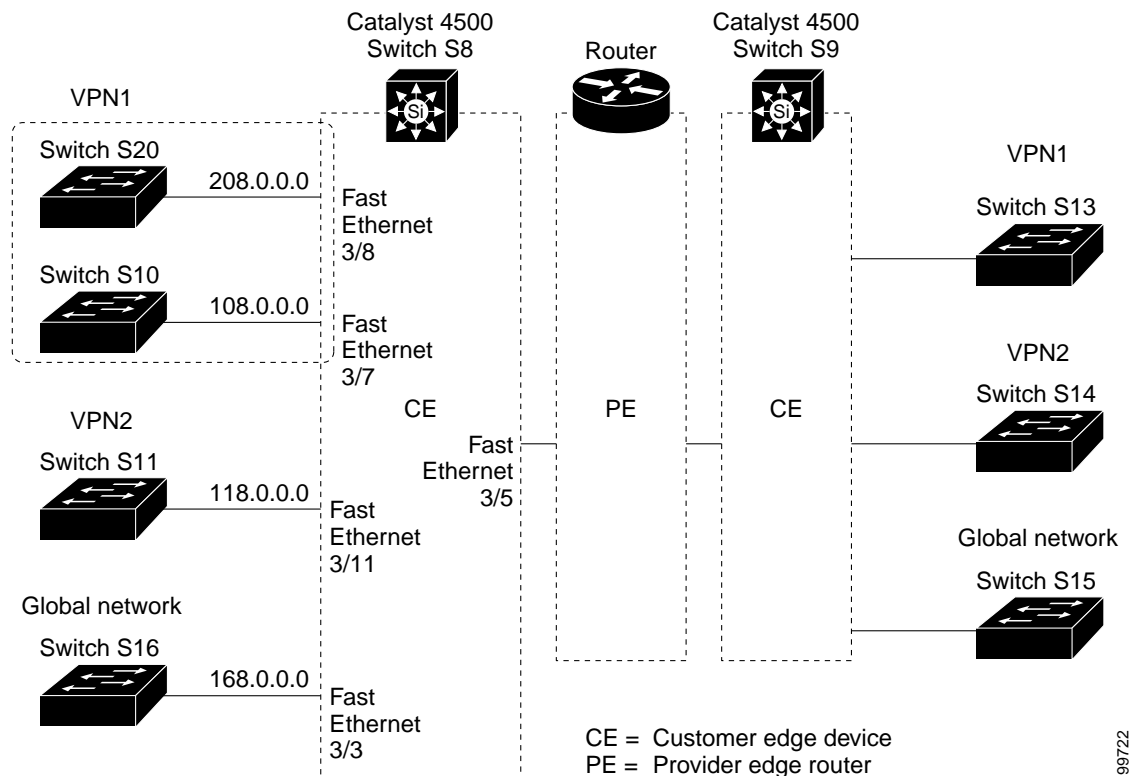 Catalyst 4500
Switch S8
Router
Catalyst 4500
Switch S9
Si
Si
VPN1
Switch S20
208.0.0.0
Fast
Ethernet
3/8
Switch S10
108.0.0.0
Fast
Ethernet
3/7
VPN2
Switch S11
118.0.0.0
Fast
Ethernet
3/11
Global network
Switch S16
168.0.0.0
Fast
Ethernet
3/3
CE
Fast
Ethernet
3/5
PE
CE
VPN1
Switch S13
VPN2
Switch S14
Global network
Switch S15
CE = Customer edge device
PE = Provider edge router
99722